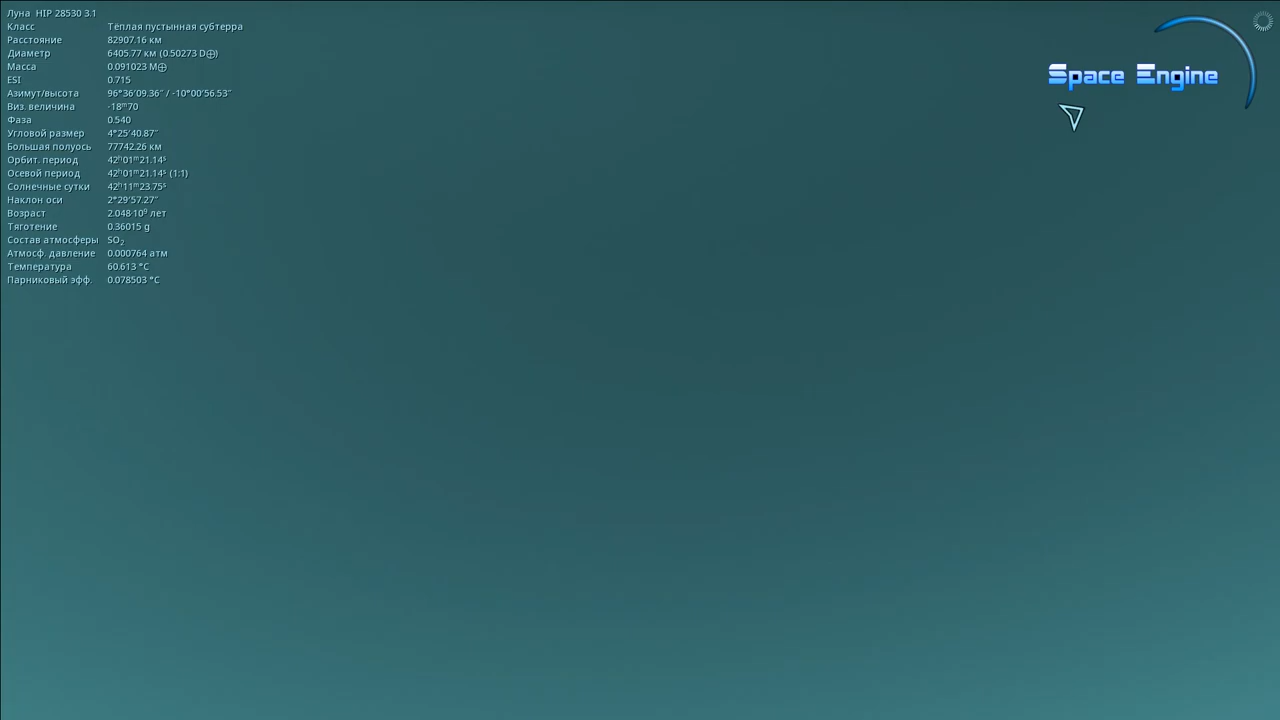 Луна HIP 28530 3.1
Класс Тёплая пустынная субтерра
Расстояние 82907.16 км
Диаметр 6405.77 км (0.50273 D⊕)
Масса 0.091023 M⊕
ESI 0.715
Азимут/высота 96°36′09.36″ / -10°00′56.53″
Виз. величина -18ᵐ70
Фаза 0.540
Угловой размер 4°25′40.87″
Большая полуось 77742.26 км
Орбит. период 42ʰ01ᵐ21.14ˢ
Осевой период 42ʰ01ᵐ21.14ˢ (1:1)
Солнечные сутки 42ʰ11ᵐ23.75ˢ
Наклон оси 2°29′57.27″
Возраст 2.048·10⁹ лет
Тяготение 0.36015 g
Состав атмосферы SO₂
Атмосф. давление 0.000764 атм
Температура 60.613 °C
Парниковый эфф. 0.078503 °C
Space Engine